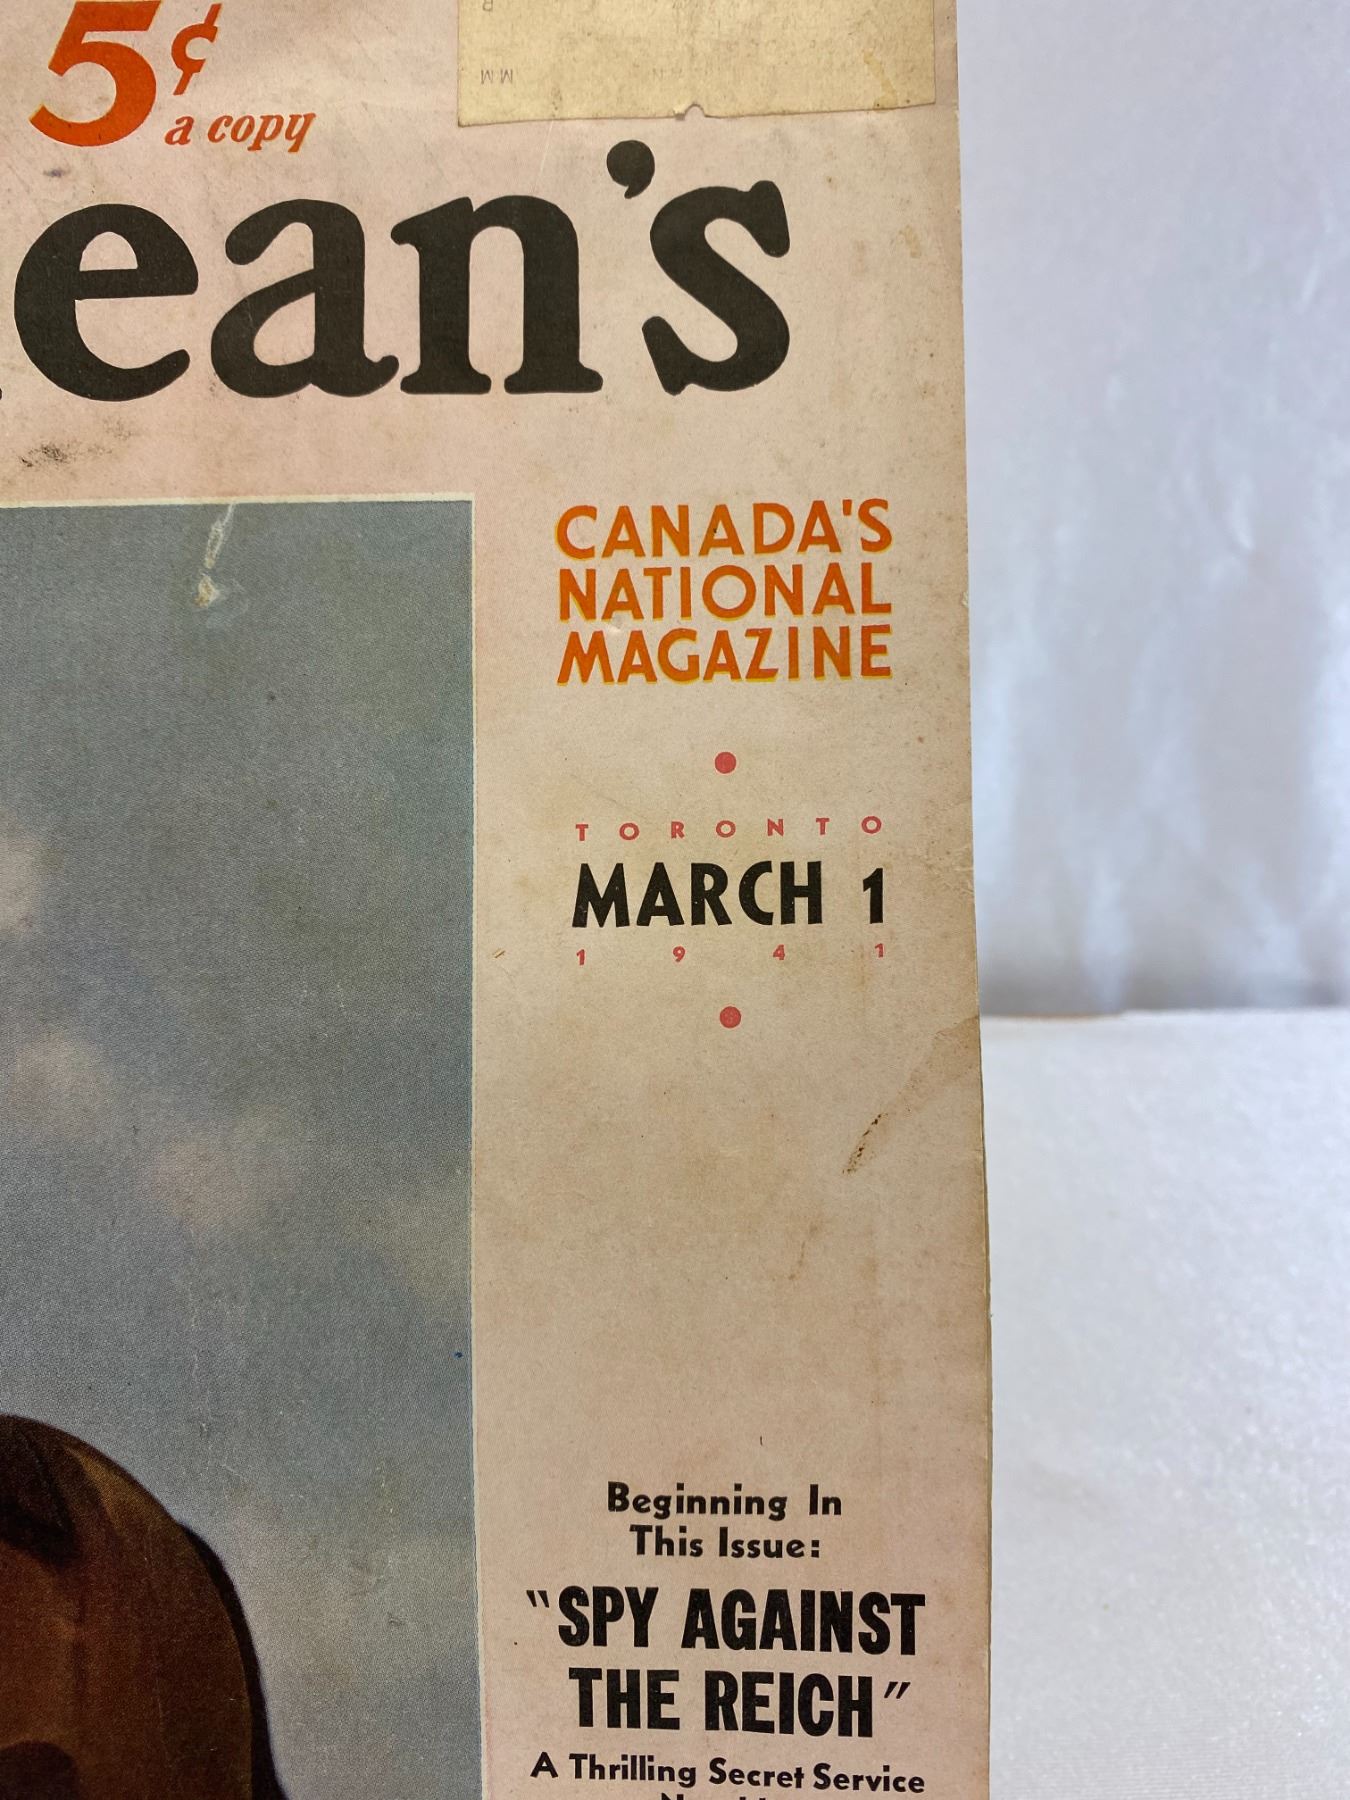 5¢
a copy
ean's
CANADA'S
NATIONAL
MAGAZINE
TORONTO
MARCH 1
1941
Beginning In
This Issue:
"SPY AGAINST
THE REICH"
A Thrilling Secret Service